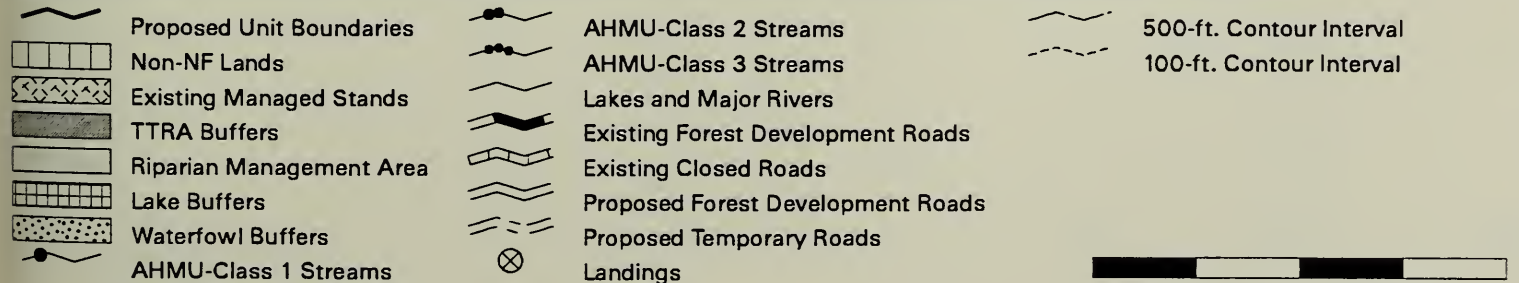 Proposed Unit Boundaries
Non-NF Lands
Existing Managed Stands
TTRA Buffers
Riparian Management Area
Lake Buffers
Waterfowl Buffers
AHMU-Class 1 Streams
AHMU-Class 2 Streams
AHMU-Class 3 Streams
Lakes and Major Rivers
Existing Forest Development Roads
Existing Closed Roads
Proposed Forest Development Roads
Proposed Temporary Roads
Landings
500-ft. Contour Interval
100-ft. Contour Interval